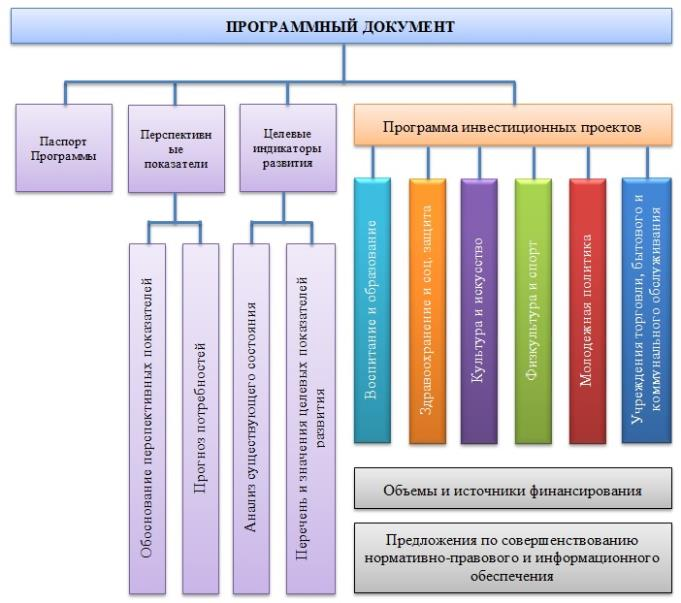 ПРОГРАММНЫЙ ДОКУМЕНТ
Паспорт
Программы
Перспективн
ые
показатели
Целевые
индикаторы
развития
Программа инвестиционных проектов
Обоснование перспективных показателей
Прогноз потребностей
Анализ существующего состояния
Перечень и значения целевых показателей
развития
Воспитание и образование
Здравоохранение и соц. защита
Культура и искусство
Физкультура и спорт
Молодежная политика
Учреждения торговли, бытового и
коммунального обслуживания
Объемы и источники финансирования
Предложения по совершенствованию
нормативно-правового и информационного
обеспечения